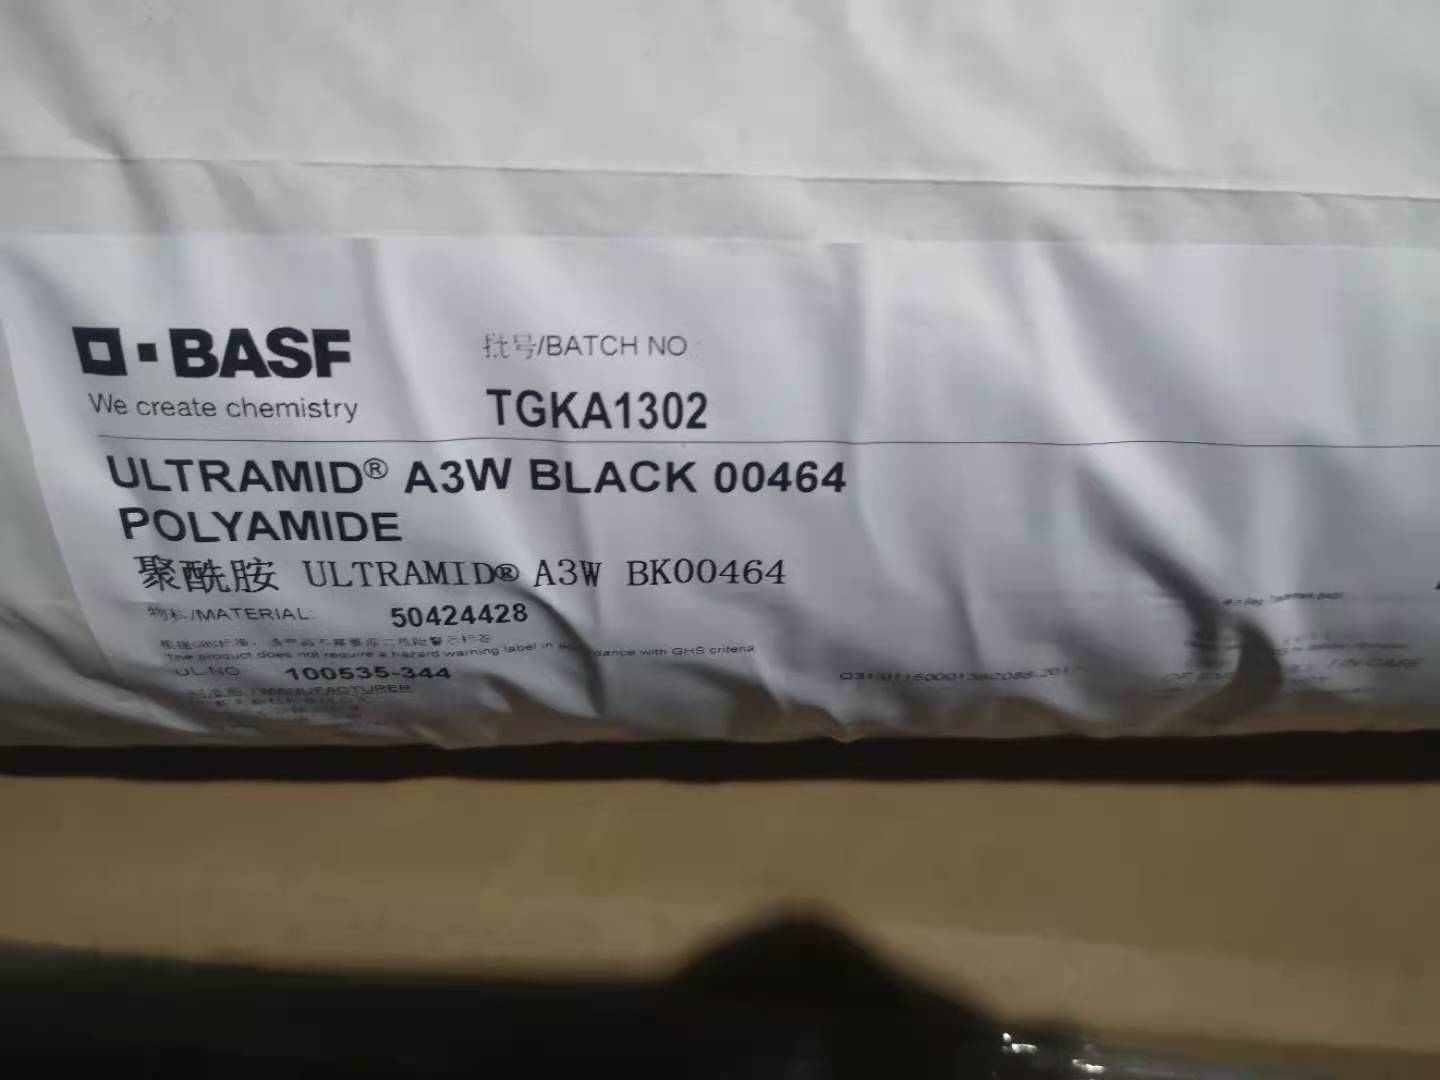 BASF
We create chemistry
批号/BATCH NO
TGKA1302
ULTRAMID® A3W BLACK 00464
POLYAMIDE
聚酰胺 ULTRAMID® A3W BK00464
物料/MATERIAL:
50424428
The product does not require a hazard warning label in with GHS criteria
UL-NO 100535-344
/MANUFACTURER